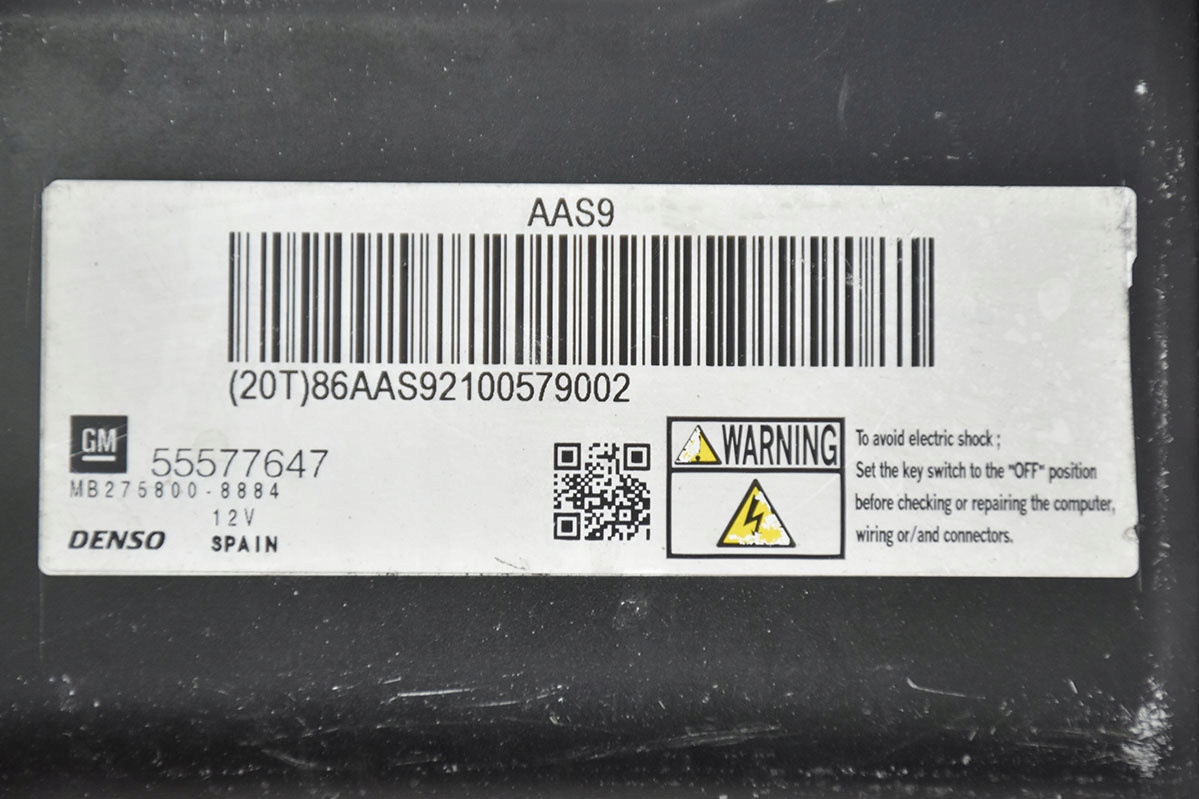 AAS9
(20T)86AAS92100579002
GM 55577647
MB275800-8884
12V
DENSO SPAIN
WARNING
To avoid electric shock ;
Set the key switch to the "OFF" position
before checking or repairing the computer,
wiring or/and connectors.